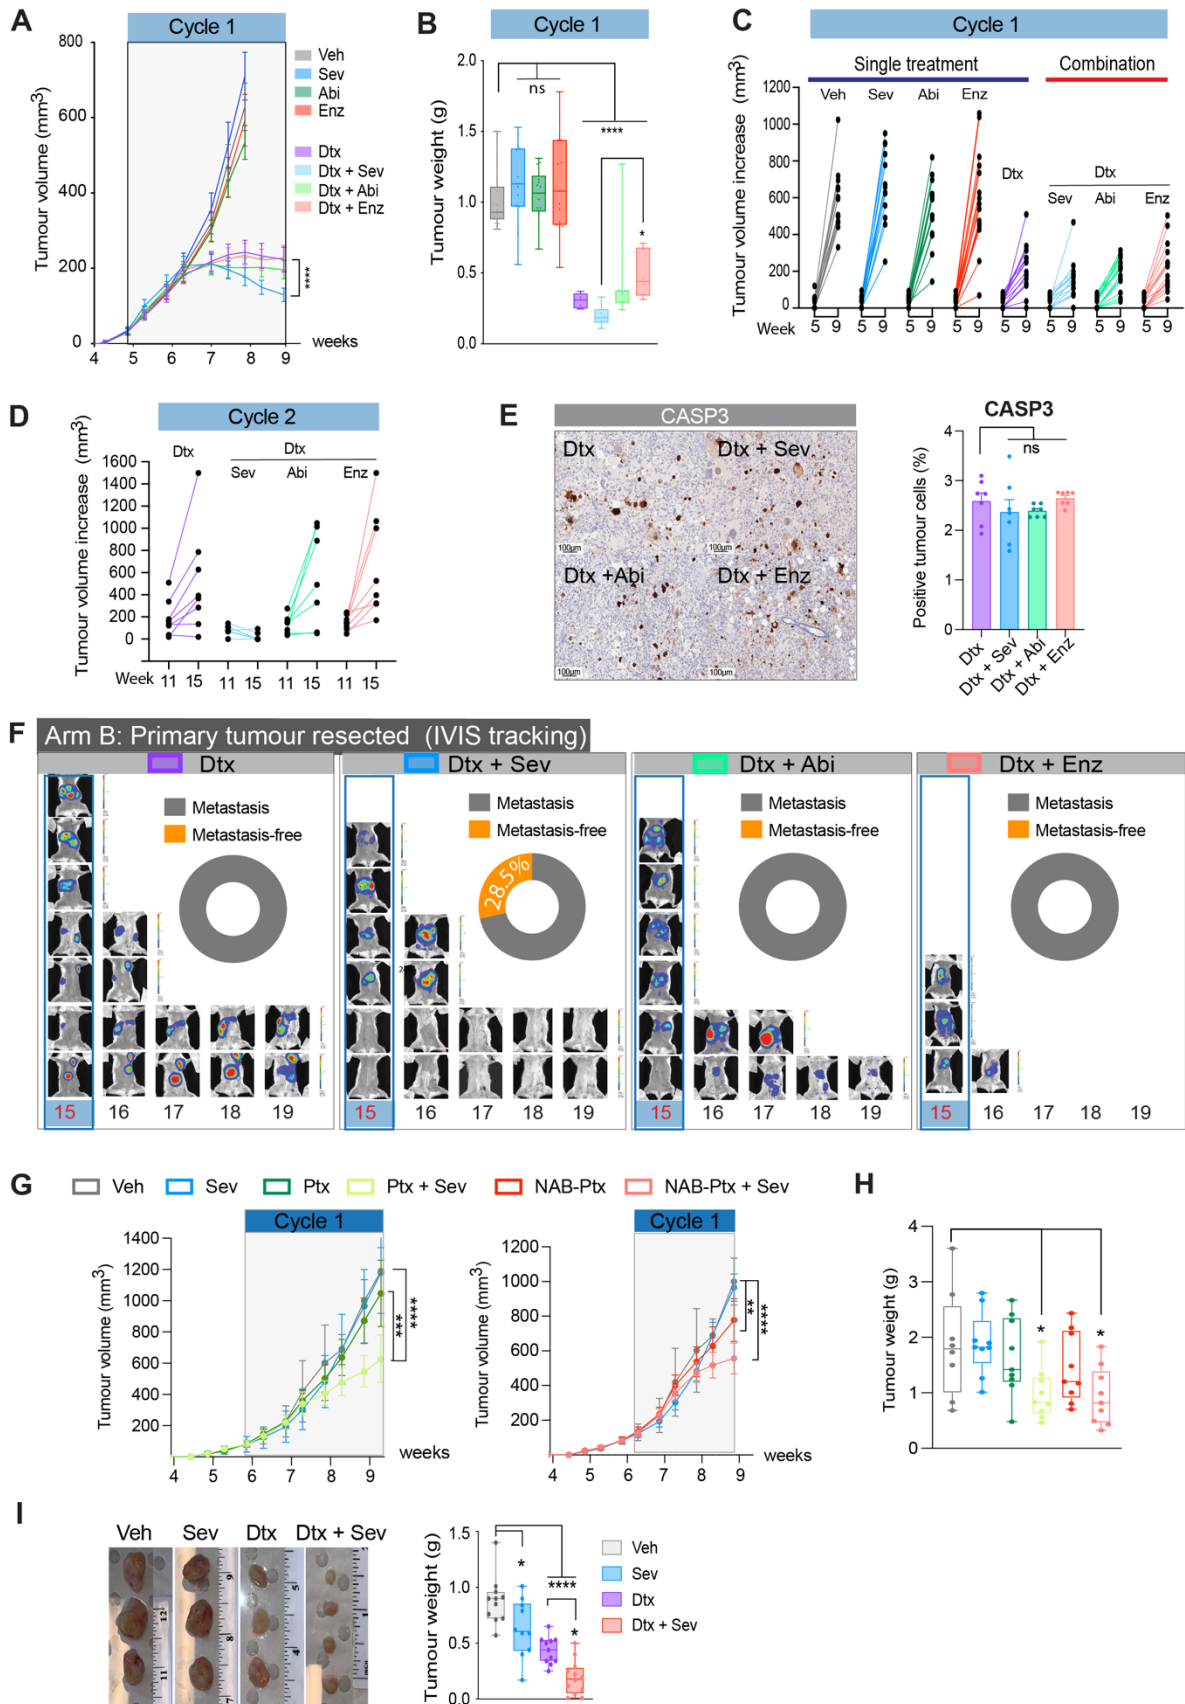 A
Cycle 1
Tumour volume (mm3)
800
600
400
200
0
4 5 6 7 8 9 weeks
Veh
Sev
Abi
Enz
Dtx
Dtx + Sev
Dtx + Abi
Dtx + Enz
****
B
Cycle 1
Tumour weight (g)
2.0
1.5
1.0
0.5
0.0
ns
****
*
C
Cycle 1
Single treatment Combination
Veh Sev Abi Enz Dtx
Dtx
Sev Abi Enz
Tumour volume increase (mm3)
1200
1000
800
600
400
200
0
Week 5 9 5 9 5 9 5 9 5 9 5 9 5 9 5 9
D
Cycle 2
Dtx Dtx
Sev Abi Enz
Tumour volume increase (mm3)
1600
1400
1200
1000
800
600
400
200
0
Week 11 15 11 15 11 15 11 15
E
CASP3
Dtx Dtx + Sev
100µm 100µm
Dtx +Abi Dtx + Enz
100µm 100µm
CASP3
Positive tumour cells (%)
4
3
2
1
0
ns
Dtx
Dtx + Sev
Dtx + Abi
Dtx + Enz
F
Arm B: Primary tumour resected (IVIS tracking)
Dtx Dtx + Sev Dtx + Abi Dtx + Enz
Metastasis Metastasis Metastasis Metastasis
Metastasis-free Metastasis-free Metastasis-free Metastasis-free
28.5%
15 16 17 18 19 15 16 17 18 19 15 16 17 18 19 15 16 17 18 19
G
Veh Sev Ptx Ptx + Sev NAB-Ptx NAB-Ptx + Sev
Cycle 1
Tumour volume (mm3)
1400
1200
1000
800
600
400
200
4 5 6 7 8 9
weeks
***
****
Cycle 1
Tumour volume (mm3)
1200
1000
800
600
400
200
4 5 6 7 8 9
weeks
**
****
H
Tumour weight (g)
4
3
2
1
0
*
*
I
Veh Sev Dtx Dtx + Sev
12
11
9
8
7
5
4
1
Tumour weight (g)
1.5
1.0
0.5
0.0
*
****
*
Veh
Sev
Dtx
Dtx + Sev